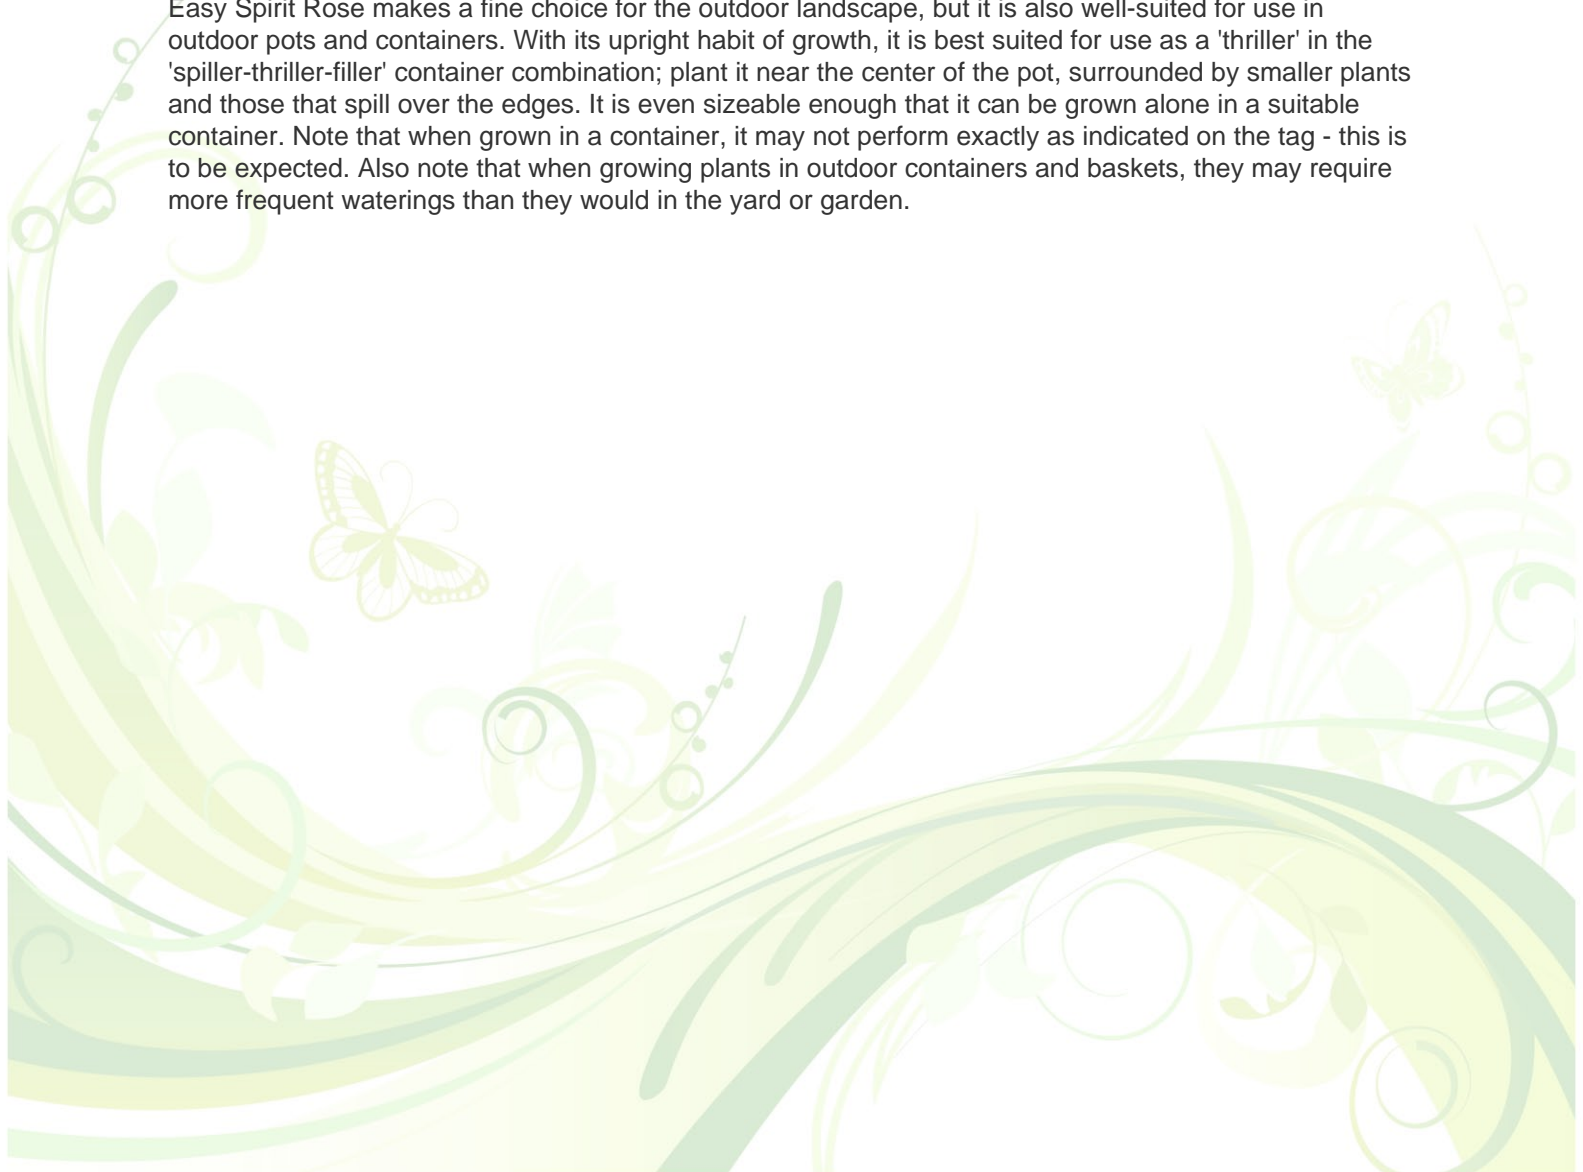 Easy Spirit Rose makes a fine choice for the outdoor landscape, but it is also well-suited for use in
outdoor pots and containers. With its upright habit of growth, it is best suited for use as a 'thriller' in the
'spiller-thriller-filler' container combination; plant it near the center of the pot, surrounded by smaller plants
and those that spill over the edges. It is even sizeable enough that it can be grown alone in a suitable
container. Note that when grown in a container, it may not perform exactly as indicated on the tag - this is
to be expected. Also note that when growing plants in outdoor containers and baskets, they may require
more frequent waterings than they would in the yard or garden.